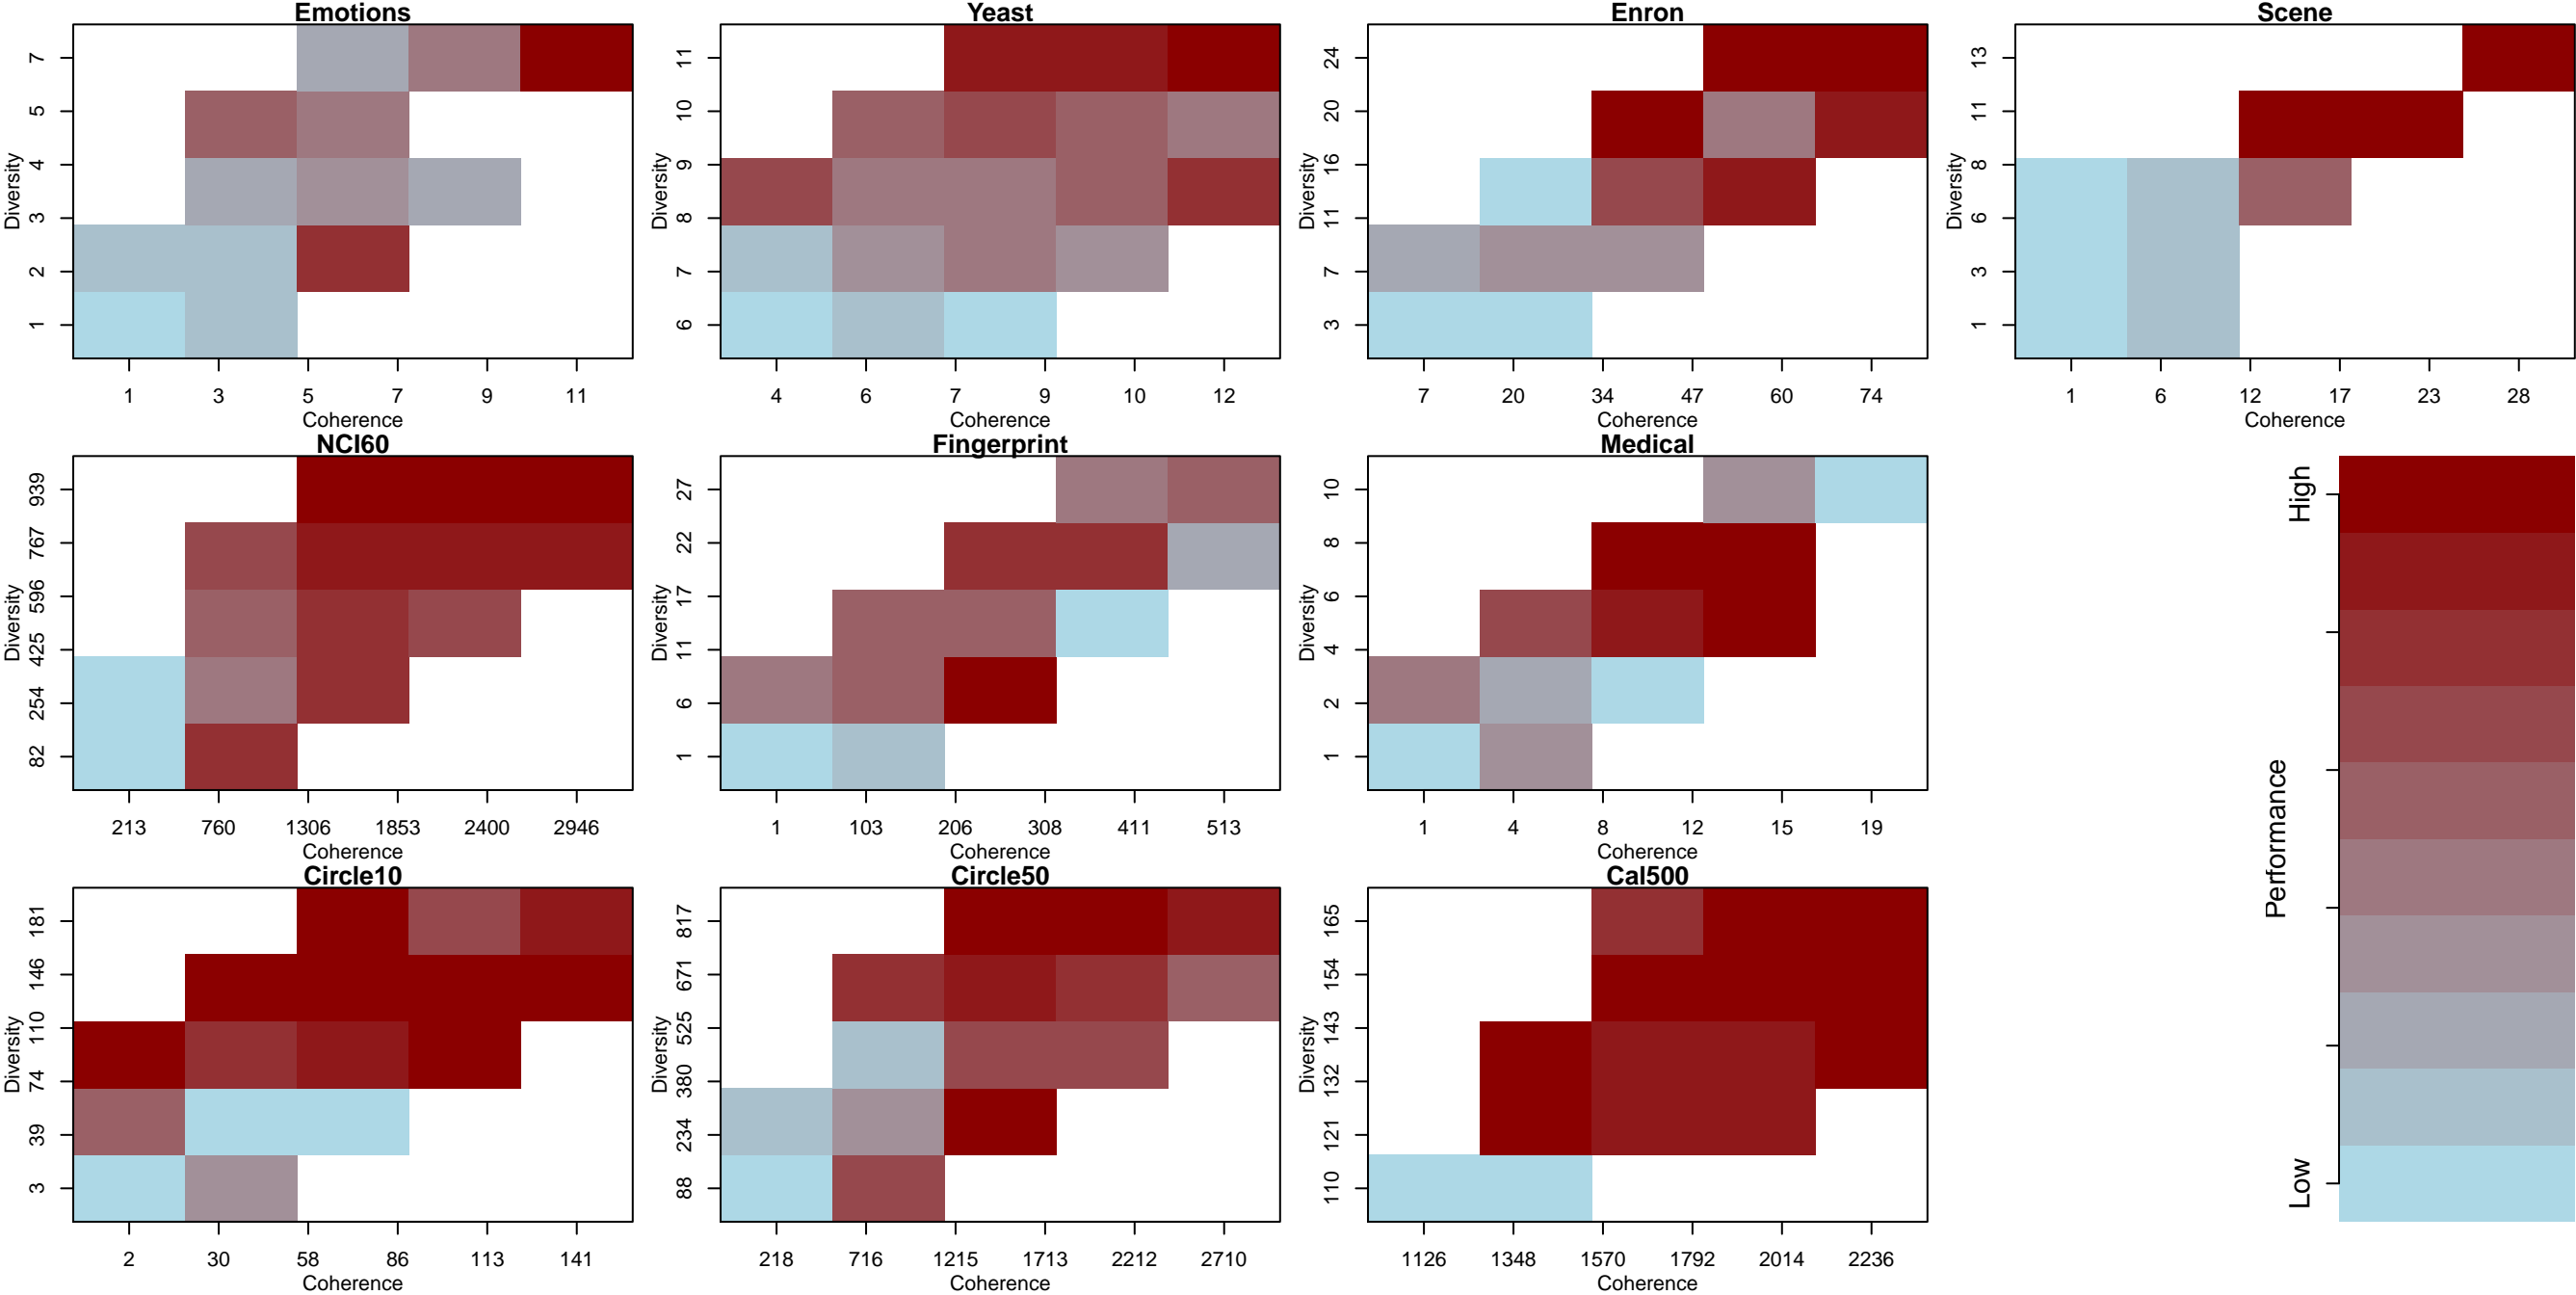 Emotions
Diversity
7
5
4
3
2
1
1 3 5 7 9 11
Coherence
Yeast
Diversity
11
10
9
8
7
6
4 6 7 9 10 12
Coherence
Enron
Diversity
24
20
16
11
7
3
7 20 34 47 60 74
Coherence
Scene
Diversity
13
11
8
6
3
1
1 6 12 17 23 28
Coherence
NCI60
Diversity
939
767
596
425
254
82
213 760 1306 1853 2400 2946
Coherence
Fingerprint
Diversity
27
22
17
11
6
1
1 103 206 308 411 513
Coherence
Medical
Diversity
10
8
6
4
2
1
1 4 8 12 15 19
Coherence
High
Performance
Low
Circle10
Diversity
181
146
110
74
39
3
2 30 58 86 113 141
Coherence
Circle50
Diversity
817
671
525
380
234
88
218 716 1215 1713 2212 2710
Coherence
Cal500
Diversity
165
154
143
132
121
110
1126 1348 1570 1792 2014 2236
Coherence